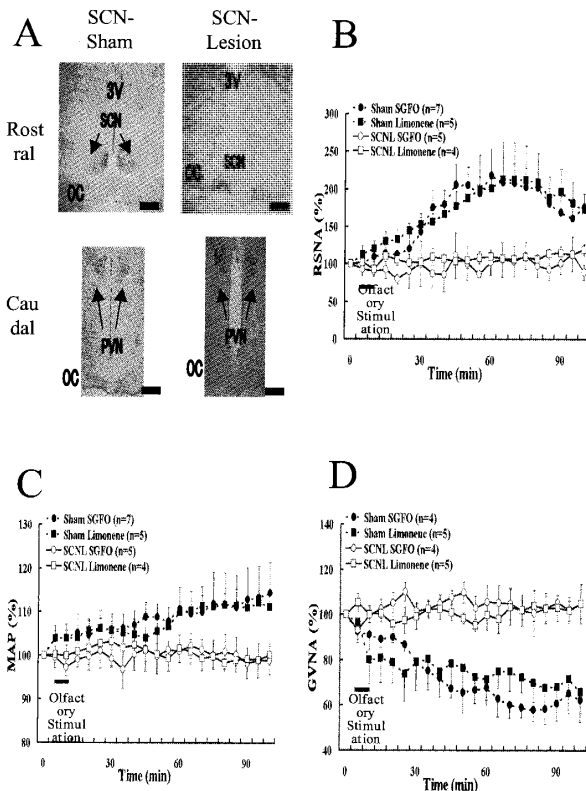 A
SCN-
Sham
SCN-
Lesion
Rost
ral
3V
SCN
OC
OC
SCN
Cau
dal
PVN
OC
PVN
OC
B
Sham SGFO (n=7)
Sham Limonene (n=5)
SCNL SGFO (n=5)
SCNL Limonene (n=4)
RSNA (%)
300
250
200
150
100
50
0
Olfact
ory
Stimul
ation
0 30 60 90
Time (min)
C
Sham SGFO (n=7)
Sham Limonene (n=5)
SCNL SGFO (n=5)
SCNL Limonene (n=4)
MAP (%)
130
120
110
100
90
80
Olfact
ory
Stimul
ation
0 30 60 90
Time (min)
D
Sham SGFO (n=4)
Sham Limonene (n=5)
SCNL SGFO (n=4)
SCNL Limonene (n=5)
GVNA (%)
140
120
100
80
60
40
Olfact
ory
Stimul
ation
0 30 60 90
Time (min)